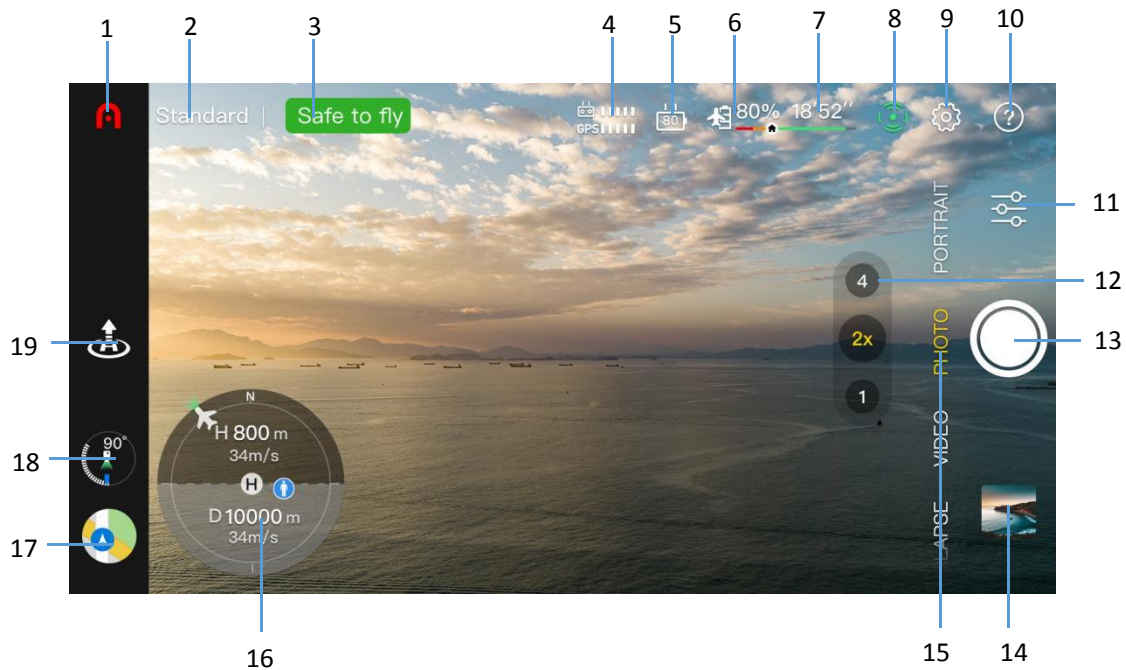 1 2 3 4 5 6 7 8 9 10
Standard | Safe to fly
GPS
80
80% 18'52''
?
11
PORTRAIT
4
12
PHOTO
2x
13
19
1
N
H 800 m
34m/s
VIDEO
90°
18
H
D 10000 m
34m/s
LAPSE
17
16
15
14